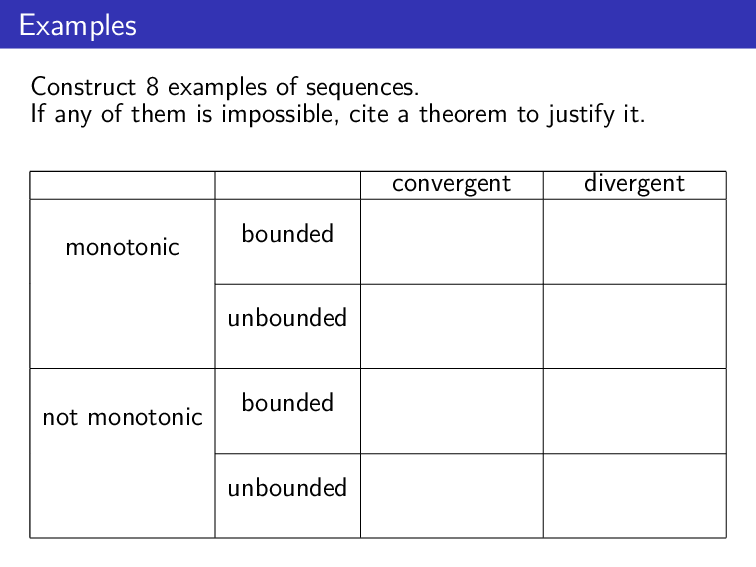 Examples
Construct 8 examples of sequences.
If any of them is impossible, cite a theorem to justify it.
convergent divergent
bounded
monotonic
unbounded
bounded
not monotonic
unbounded